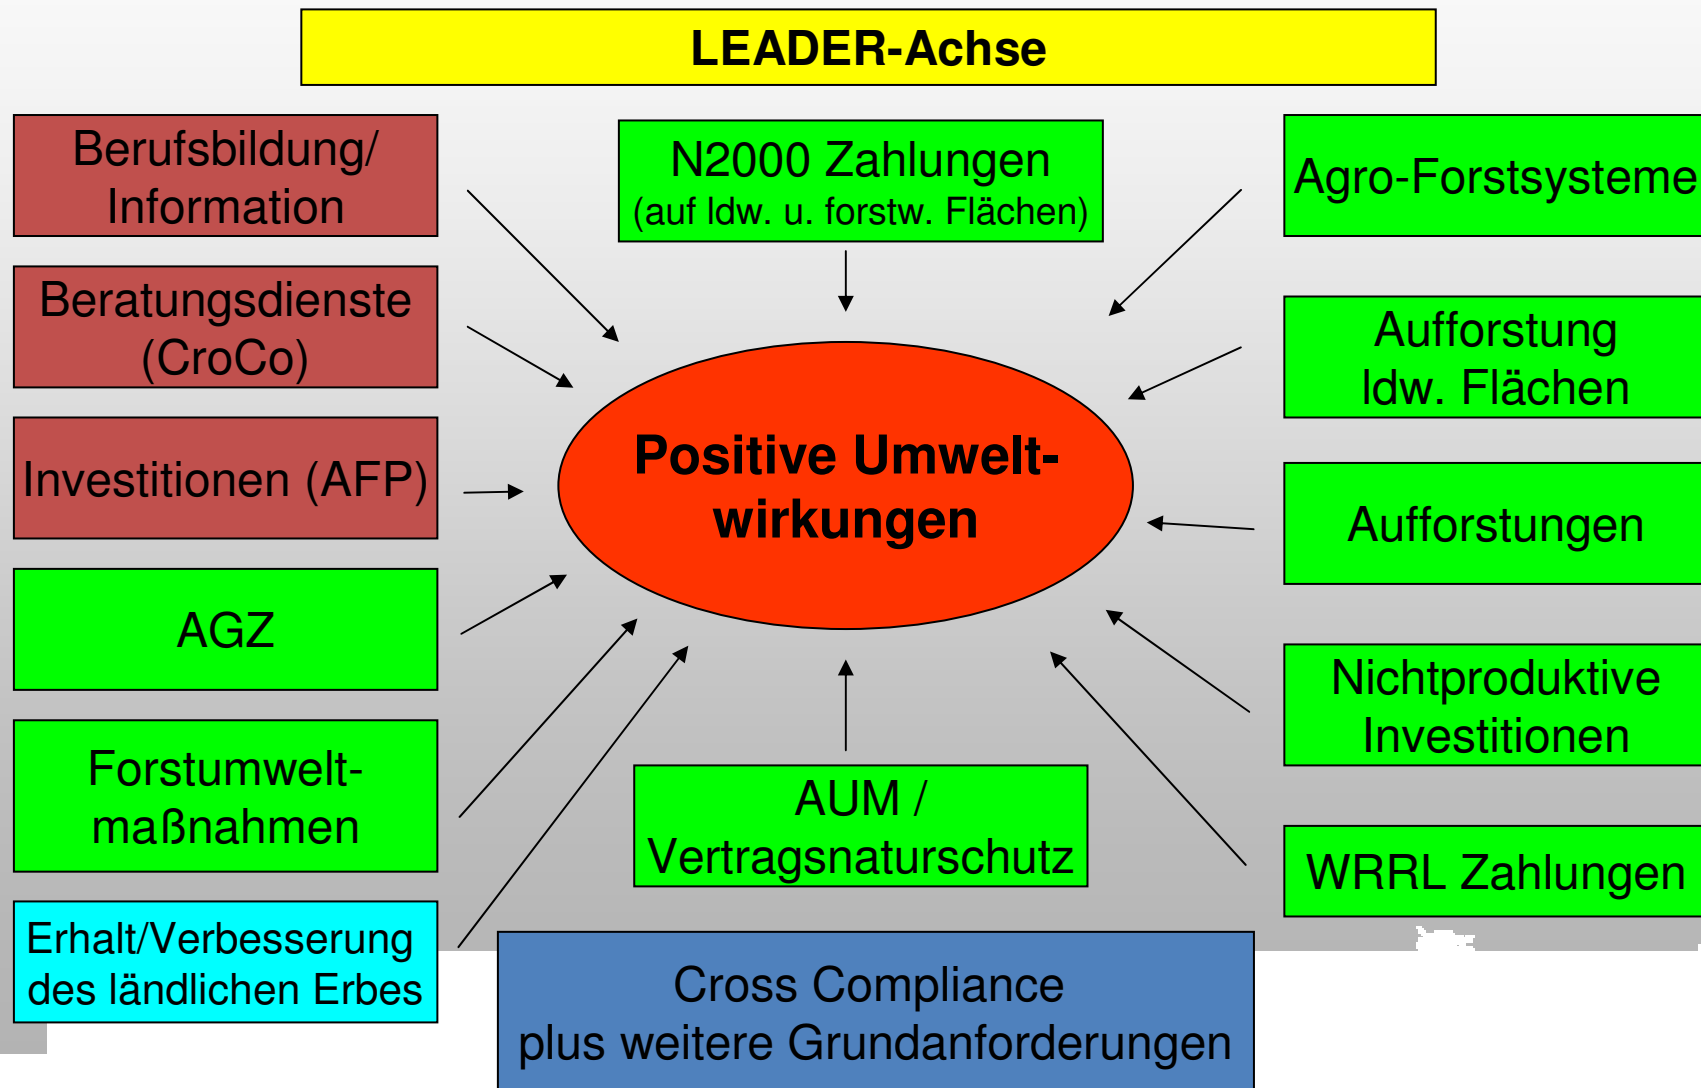 LEADER-Achse
Berufsbildung/
Information
Beratungsdienste
(CroCo)
Investitionen (AFP)
AGZ
Forstumwelt-
maßnahmen
Erhalt/Verbesserung
des ländlichen Erbes
N2000 Zahlungen
(auf ldw. u. forstw. Flächen)
Positive Umwelt-
wirkungen
AUM /
Vertragsnaturschutz
Cross Compliance
plus weitere Grundanforderungen
Agro-Forstsysteme
Aufforstung
ldw. Flächen
Aufforstungen
Nichtproduktive
Investitionen
WRRL Zahlungen